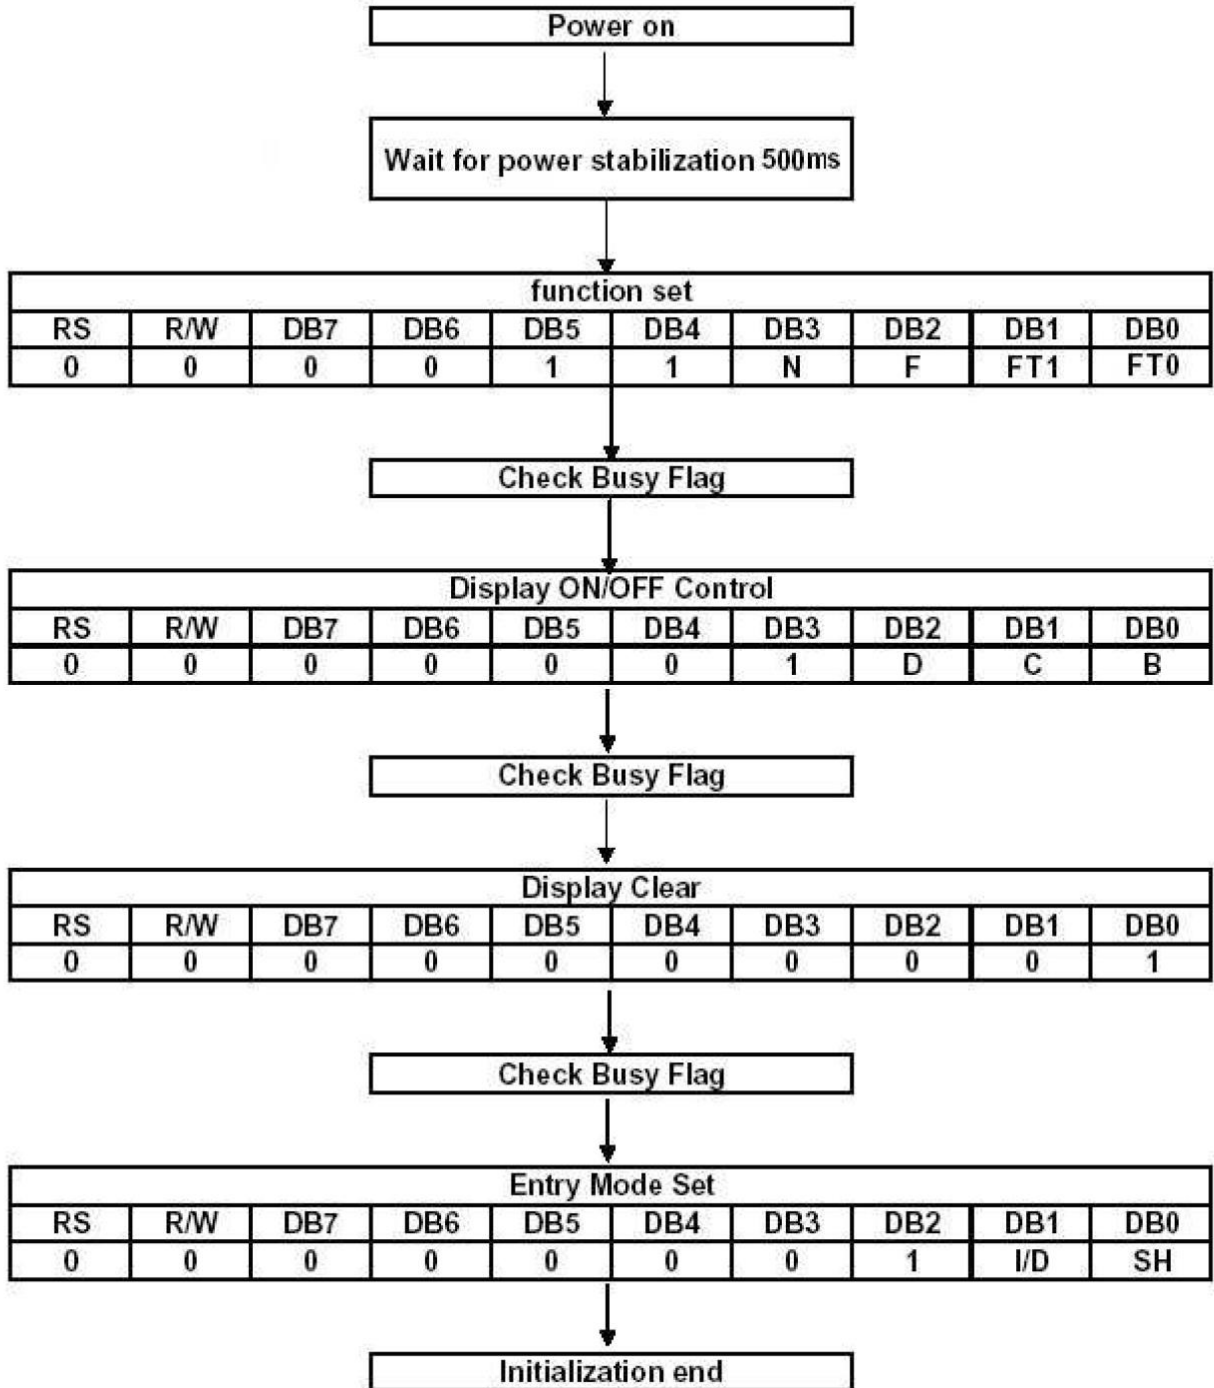 Power on
Wait for power stabilization 500ms
function set
RS R/W DB7 DB6 DB5 DB4 DB3 DB2 DB1 DB0
0 0 0 0 1 1 N F FT1 FT0
Check Busy Flag
Display ON/OFF Control
RS R/W DB7 DB6 DB5 DB4 DB3 DB2 DB1 DB0
0 0 0 0 0 0 1 D C B
Check Busy Flag
Display Clear
RS R/W DB7 DB6 DB5 DB4 DB3 DB2 DB1 DB0
0 0 0 0 0 0 0 0 0 1
Check Busy Flag
Entry Mode Set
RS R/W DB7 DB6 DB5 DB4 DB3 DB2 DB1 DB0
0 0 0 0 0 0 0 1 I/D SH
Initialization end